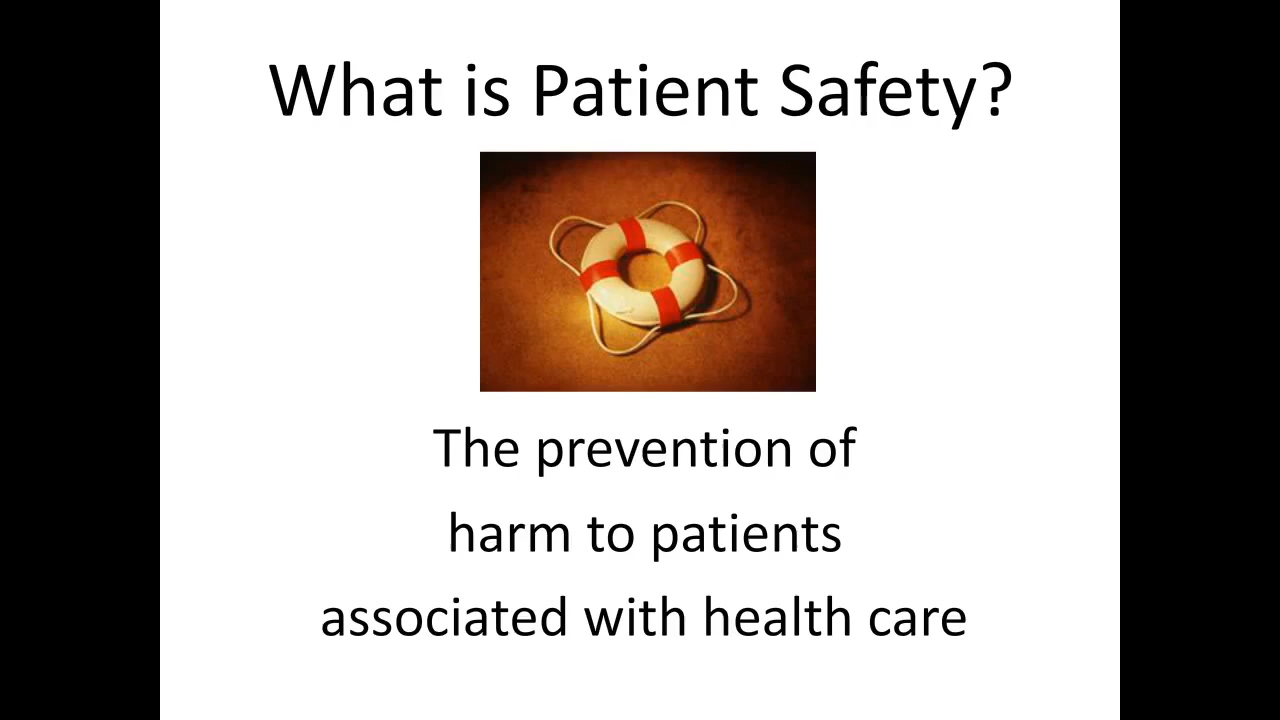 What is Patient Safety?
The prevention of
harm to patients
associated with health care